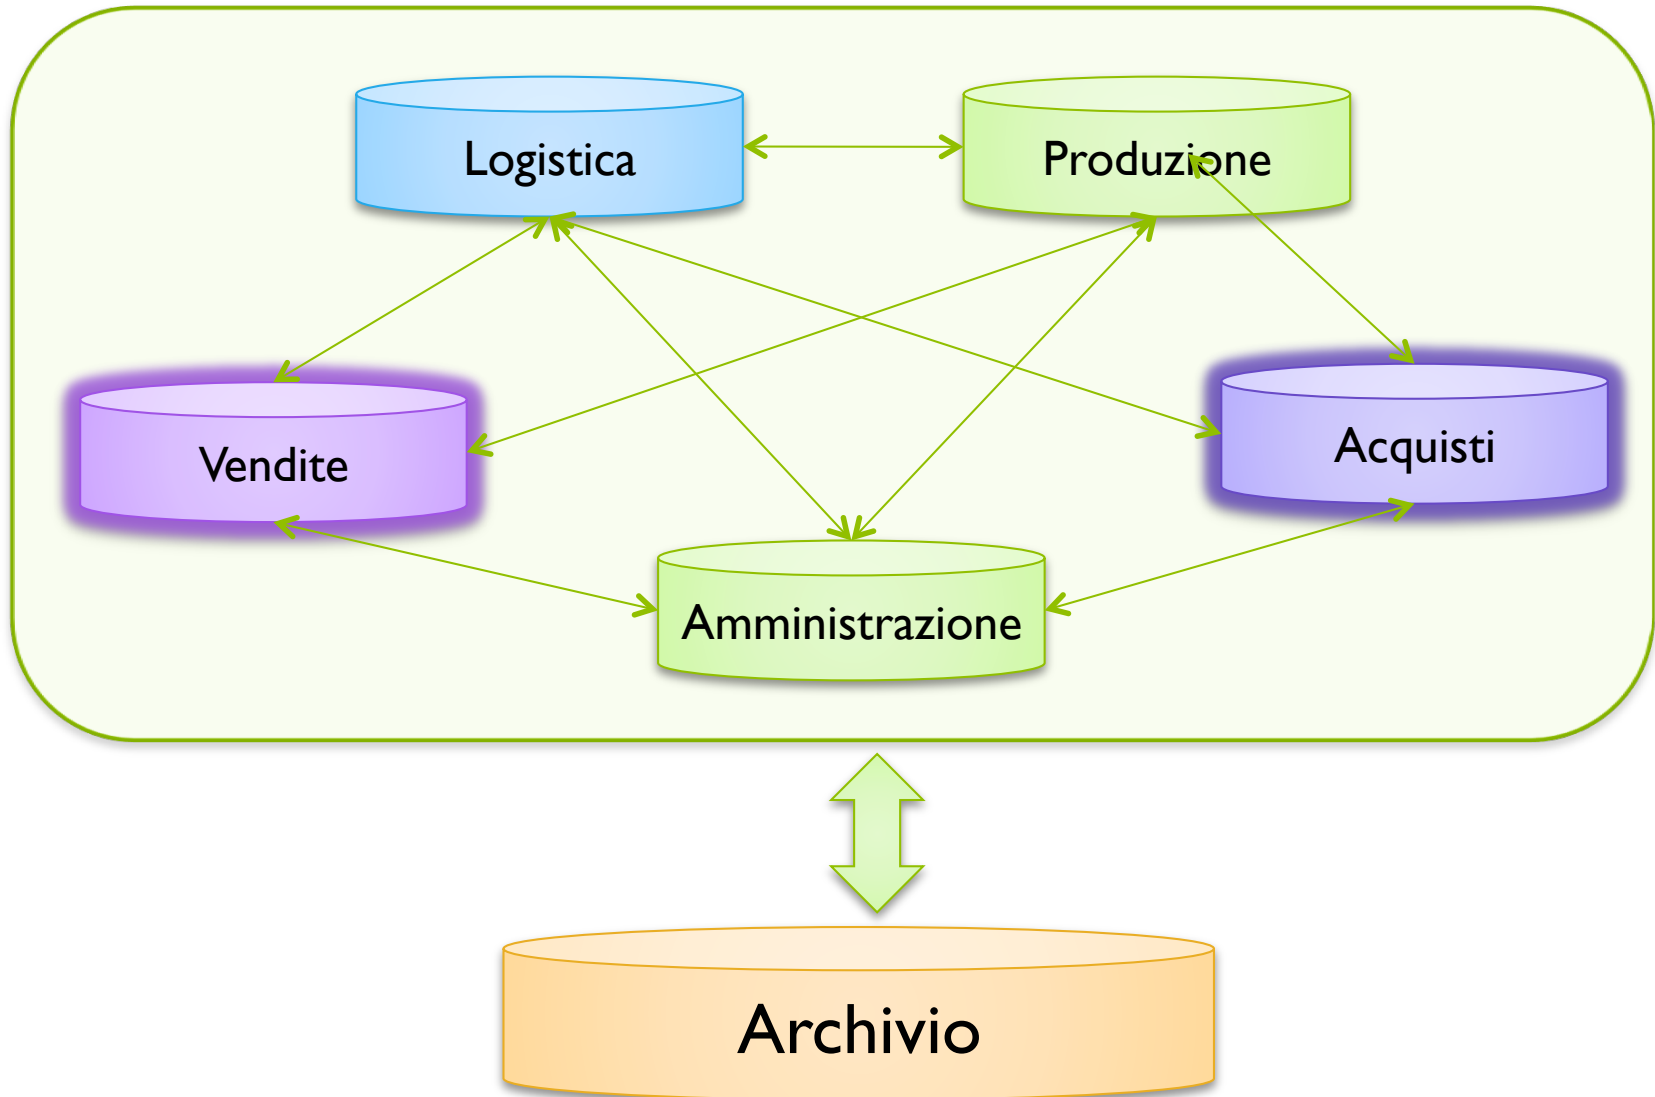 Logistica
Produzione
Vendite
Acquisti
Amministrazione
Archivio